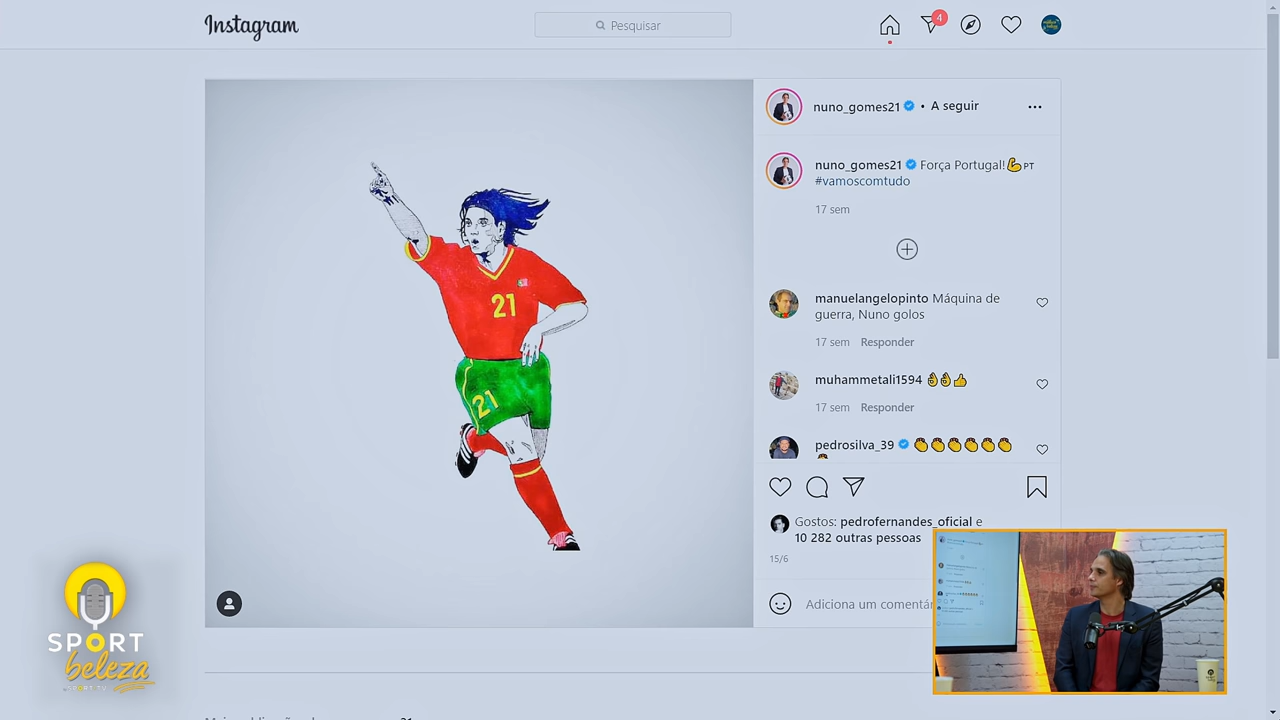 Instagram
Pesquisar
4
nuno_gomes21 • A seguir
nuno_gomes21 Força Portugal!💪PT
#vamoscomtudo
17 sem
manuelangelopinto Máquina de
guerra, Nuno golos
17 sem Responder
muhammetali1594 👌👌👍
17 sem Responder
pedrosilva_39 👏👏👏👏👏👏
21
21
Gostos: pedrofernandes_oficial e
10 282 outras pessoas
15/6
Adiciona um comentár
SPORT
beleza